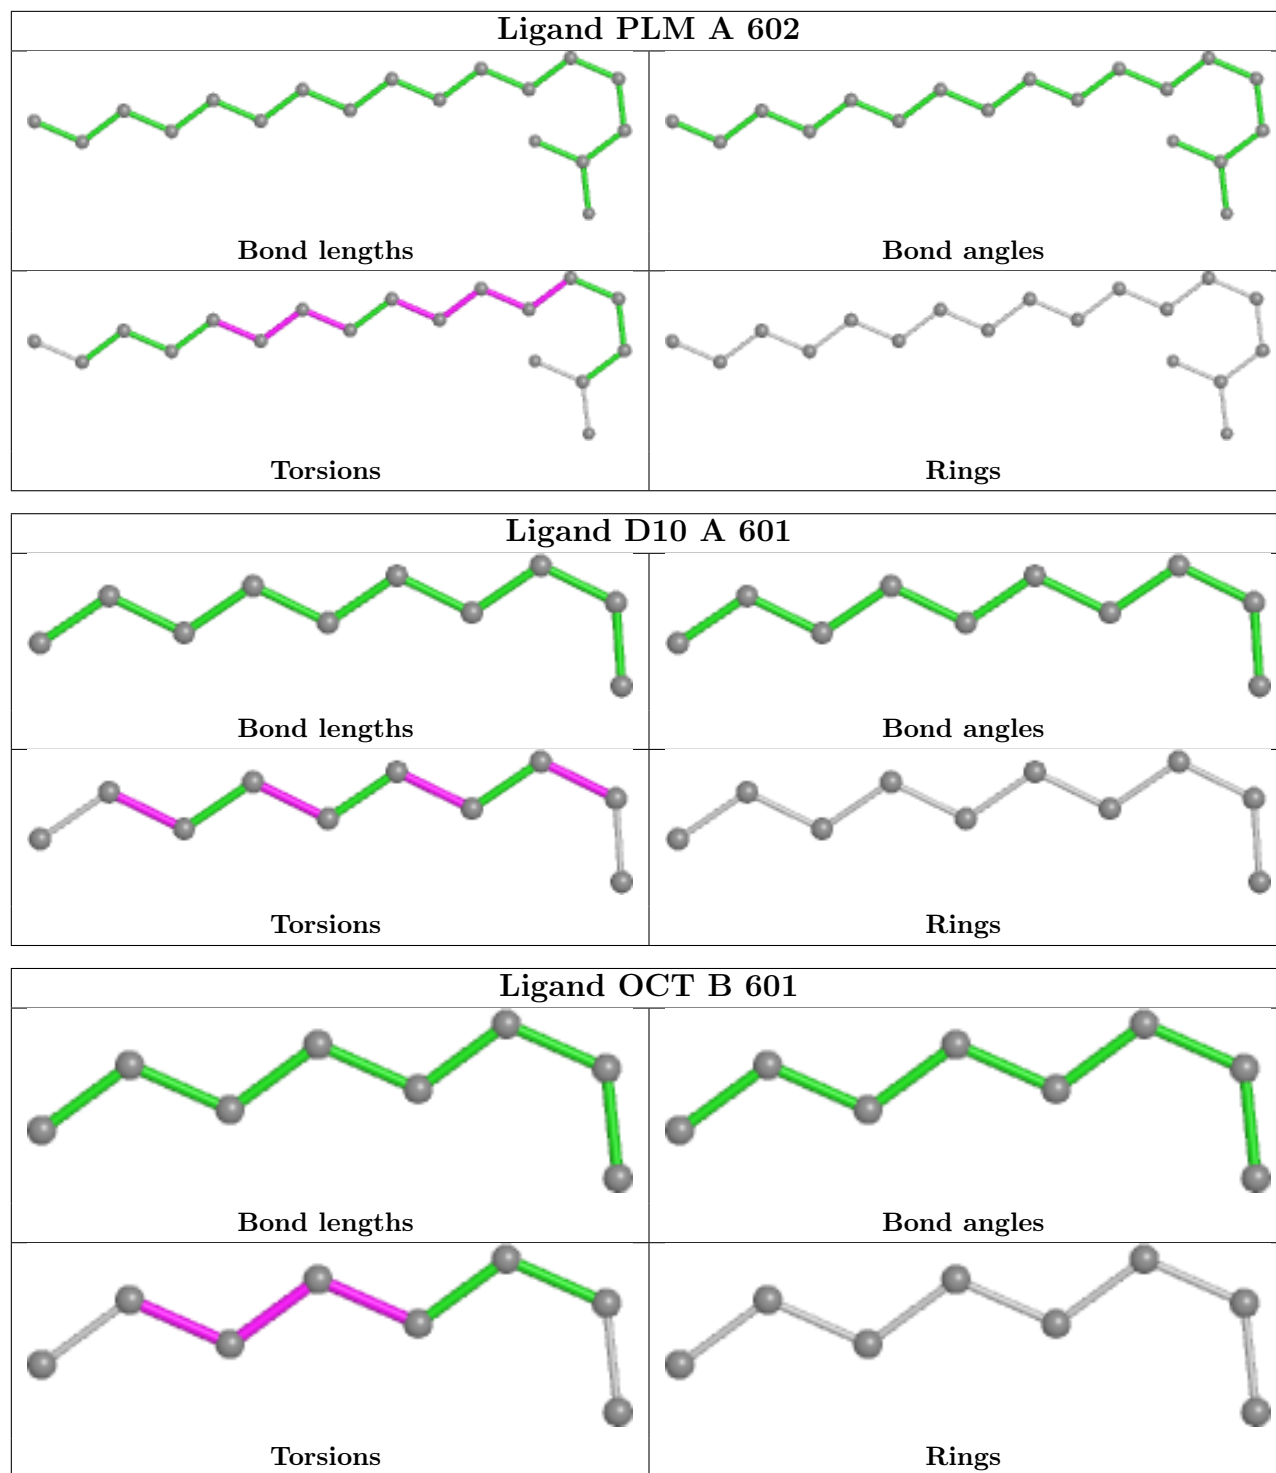 Ligand PLM A 602
Bond lengths
Bond angles
Torsions
Rings
Ligand D10 A 601
Bond lengths
Bond angles
Torsions
Rings
Ligand OCT B 601
Bond lengths
Bond angles
Torsions
Rings